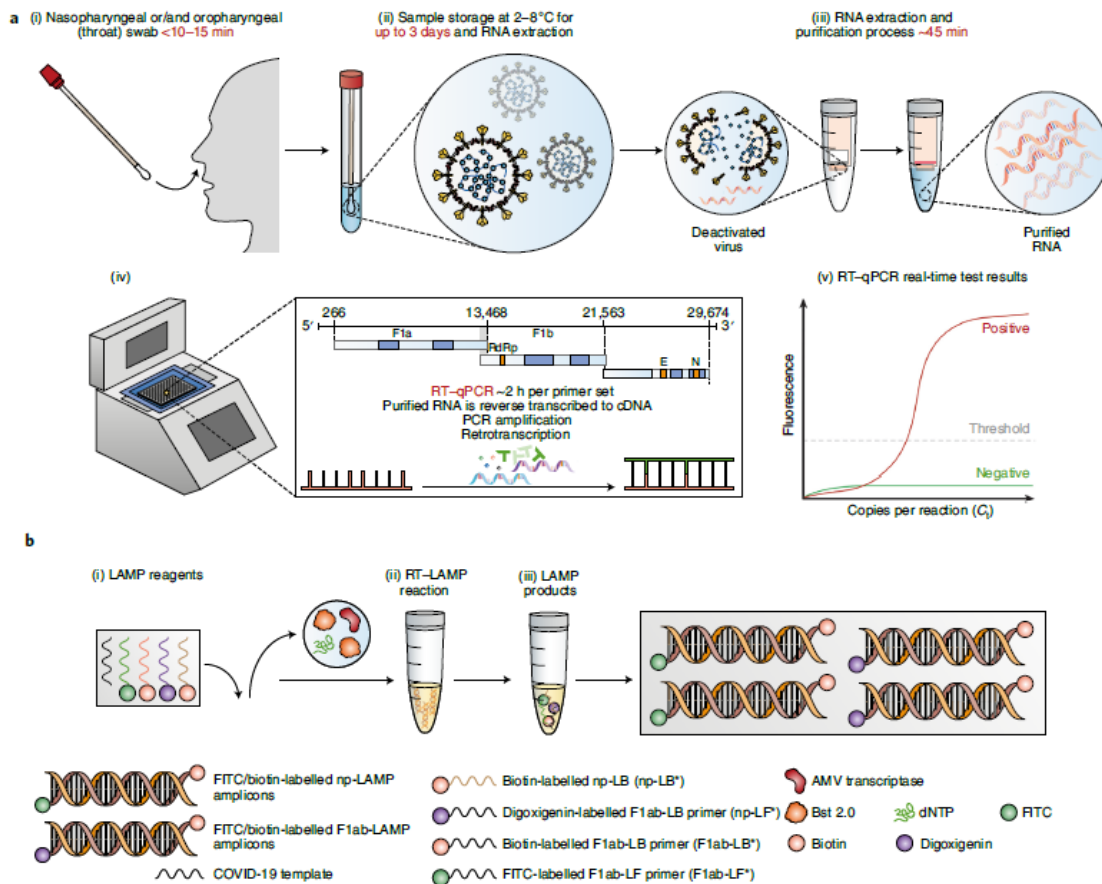 a
(i) Nasopharyngeal or/and oropharyngeal
(throat) swab <10–15 min
(ii) Sample storage at 2–8°C for
up to 3 days and RNA extraction
(iii) RNA extraction and
purification process ~45 min
Deactivated
virus
Purified
RNA
(iv)
266
13,468
21,563
29,674
5′
3′
F1a
F1b
RdRp
E
N
RT–qPCR ~2 h per primer set
Purified RNA is reverse transcribed to cDNA
PCR amplification
Retrotranscription
(v) RT–qPCR real-time test results
Fluorescence
Positive
Threshold
Negative
Copies per reaction (Ct)
b
(i) LAMP reagents
(ii) RT–LAMP
reaction
(iii) LAMP
products
FITC/biotin-labelled np-LAMP
amplicons
FITC/biotin-labelled F1ab-LAMP
amplicons
COVID-19 template
Biotin-labelled np-LB (np-LB*)
Digoxigenin-labelled F1ab-LB primer (np-LF*)
Biotin-labelled F1ab-LB primer (F1ab-LB*)
FITC-labelled F1ab-LF primer (F1ab-LF*)
AMV transcriptase
Bst 2.0
dNTP
FITC
Biotin
Digoxigenin